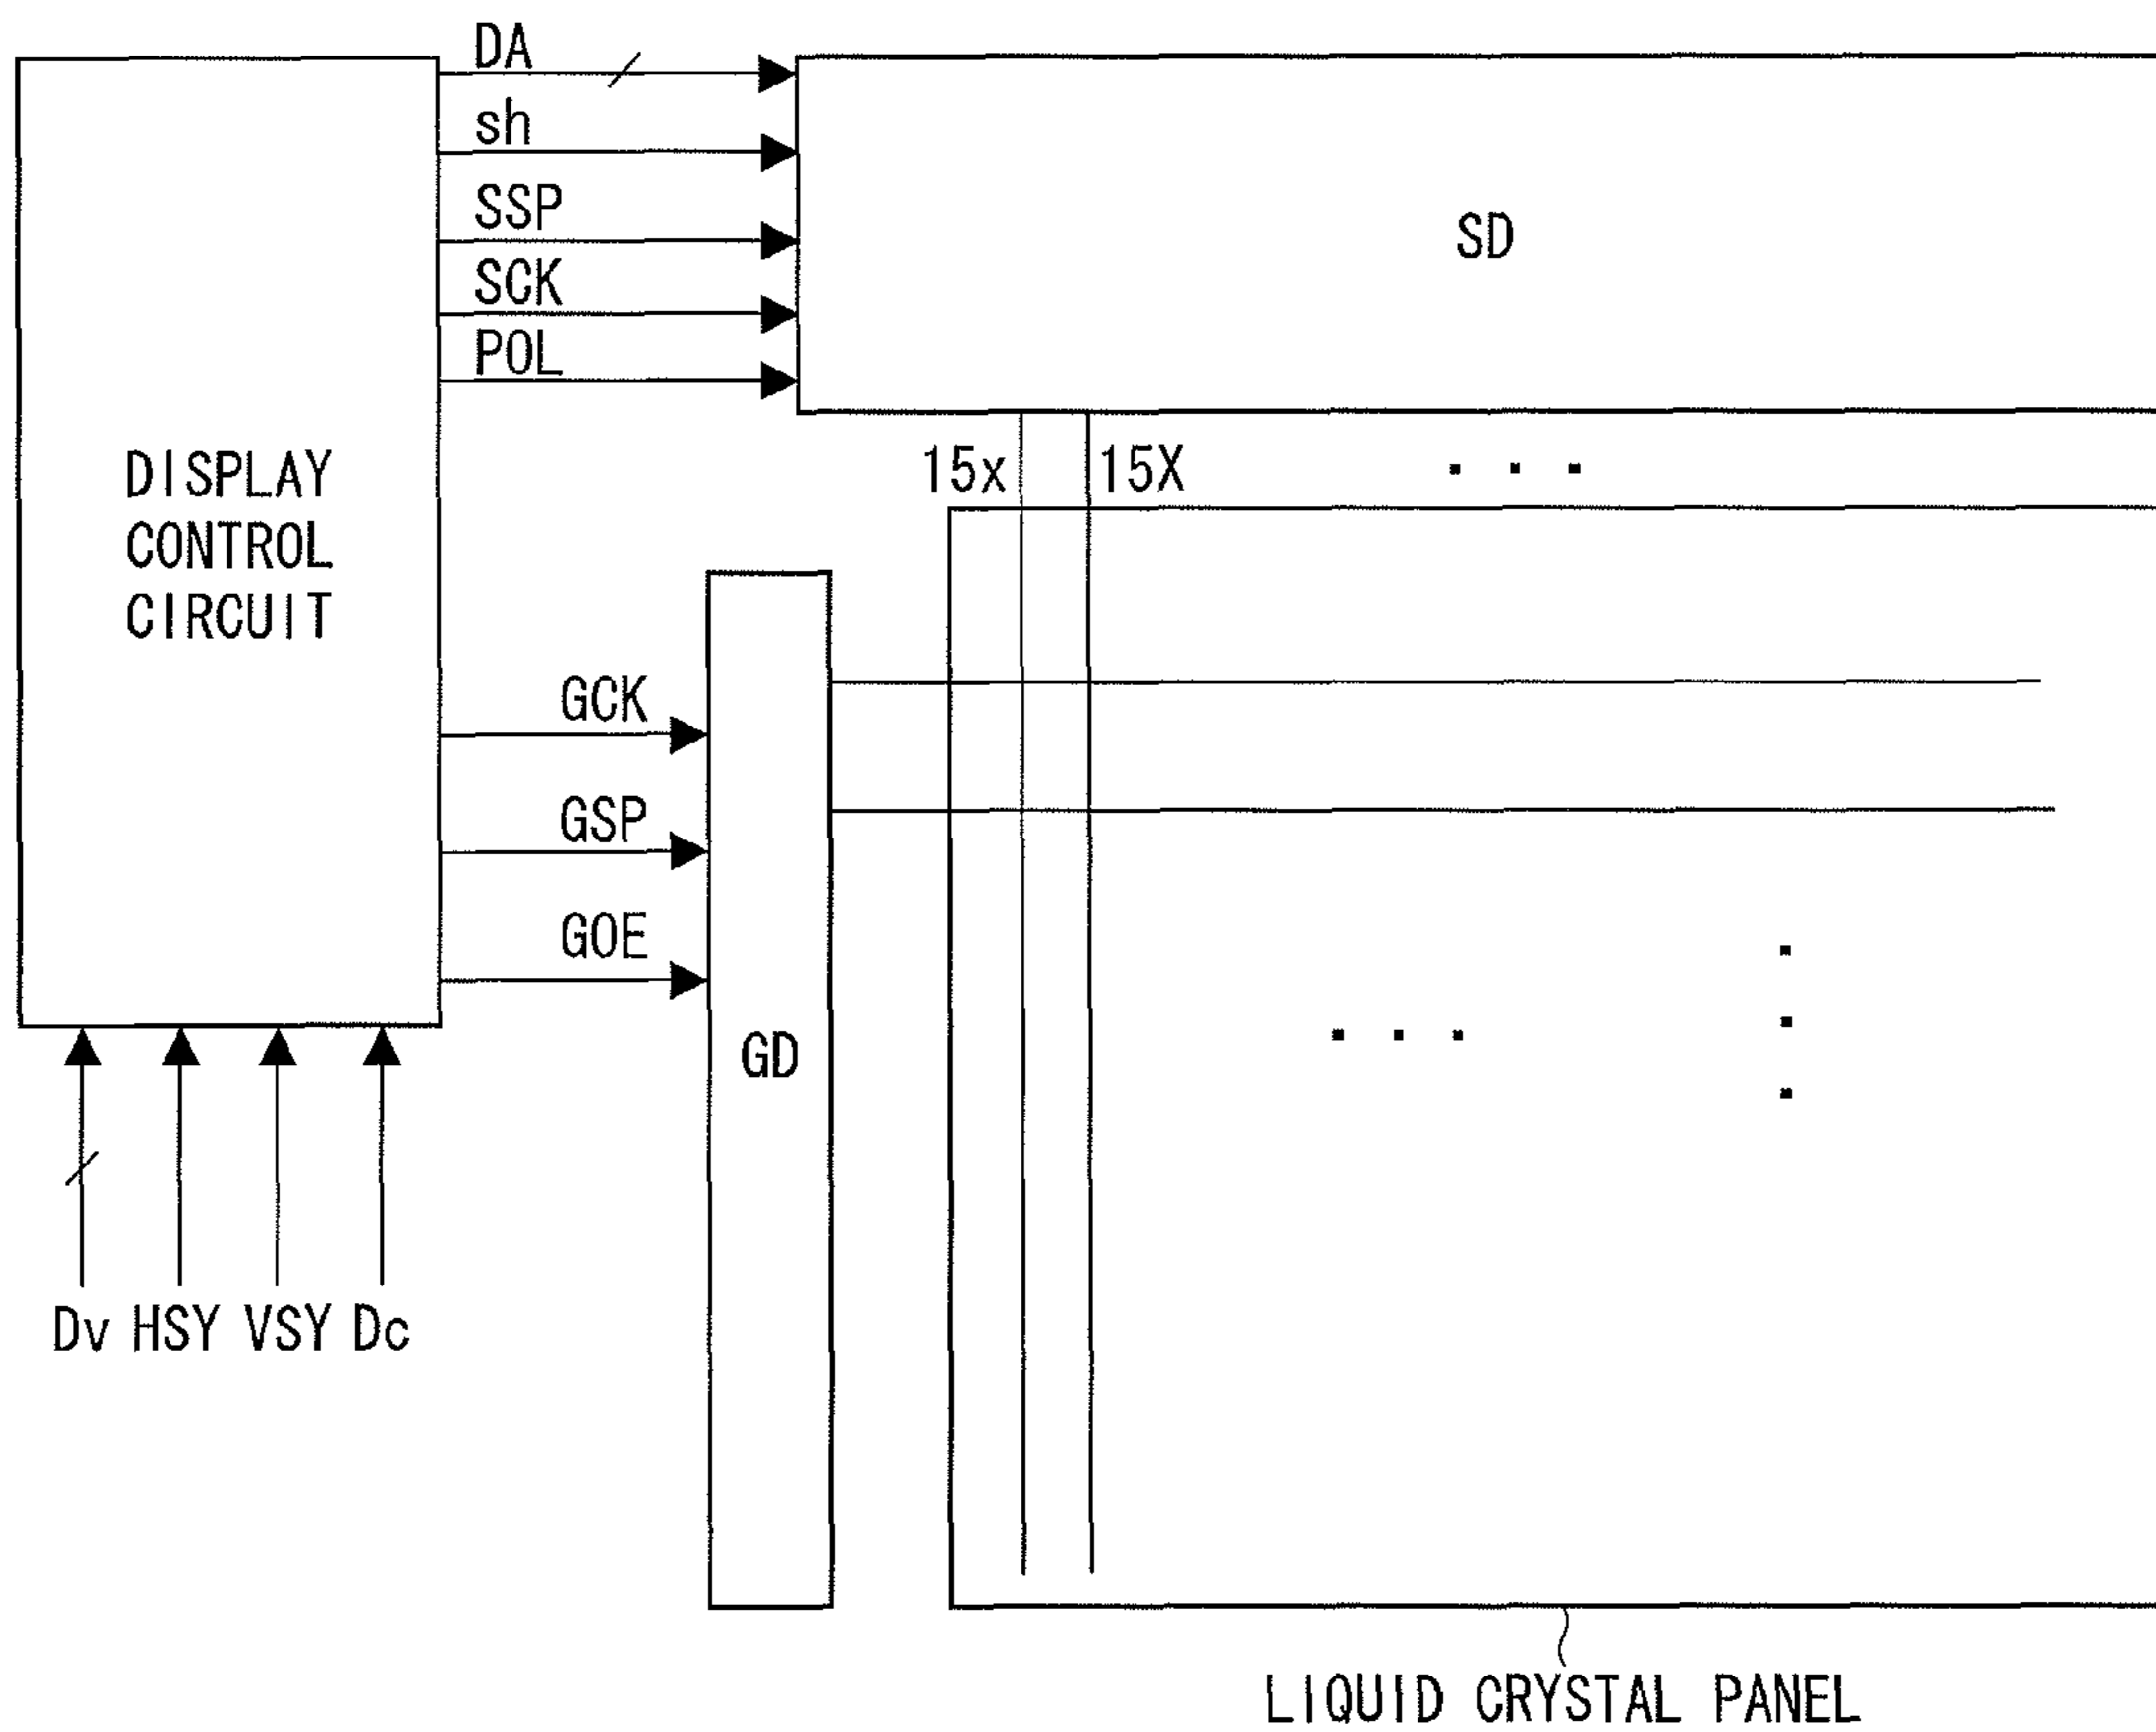 DA
sh
SSP
SCK
POL
SD
15x
15X
DISPLAY
CONTROL
CIRCUIT
GCK
GSP
GOE
GD
Dv HSY VSY Dc
LIQUID CRYSTAL PANEL